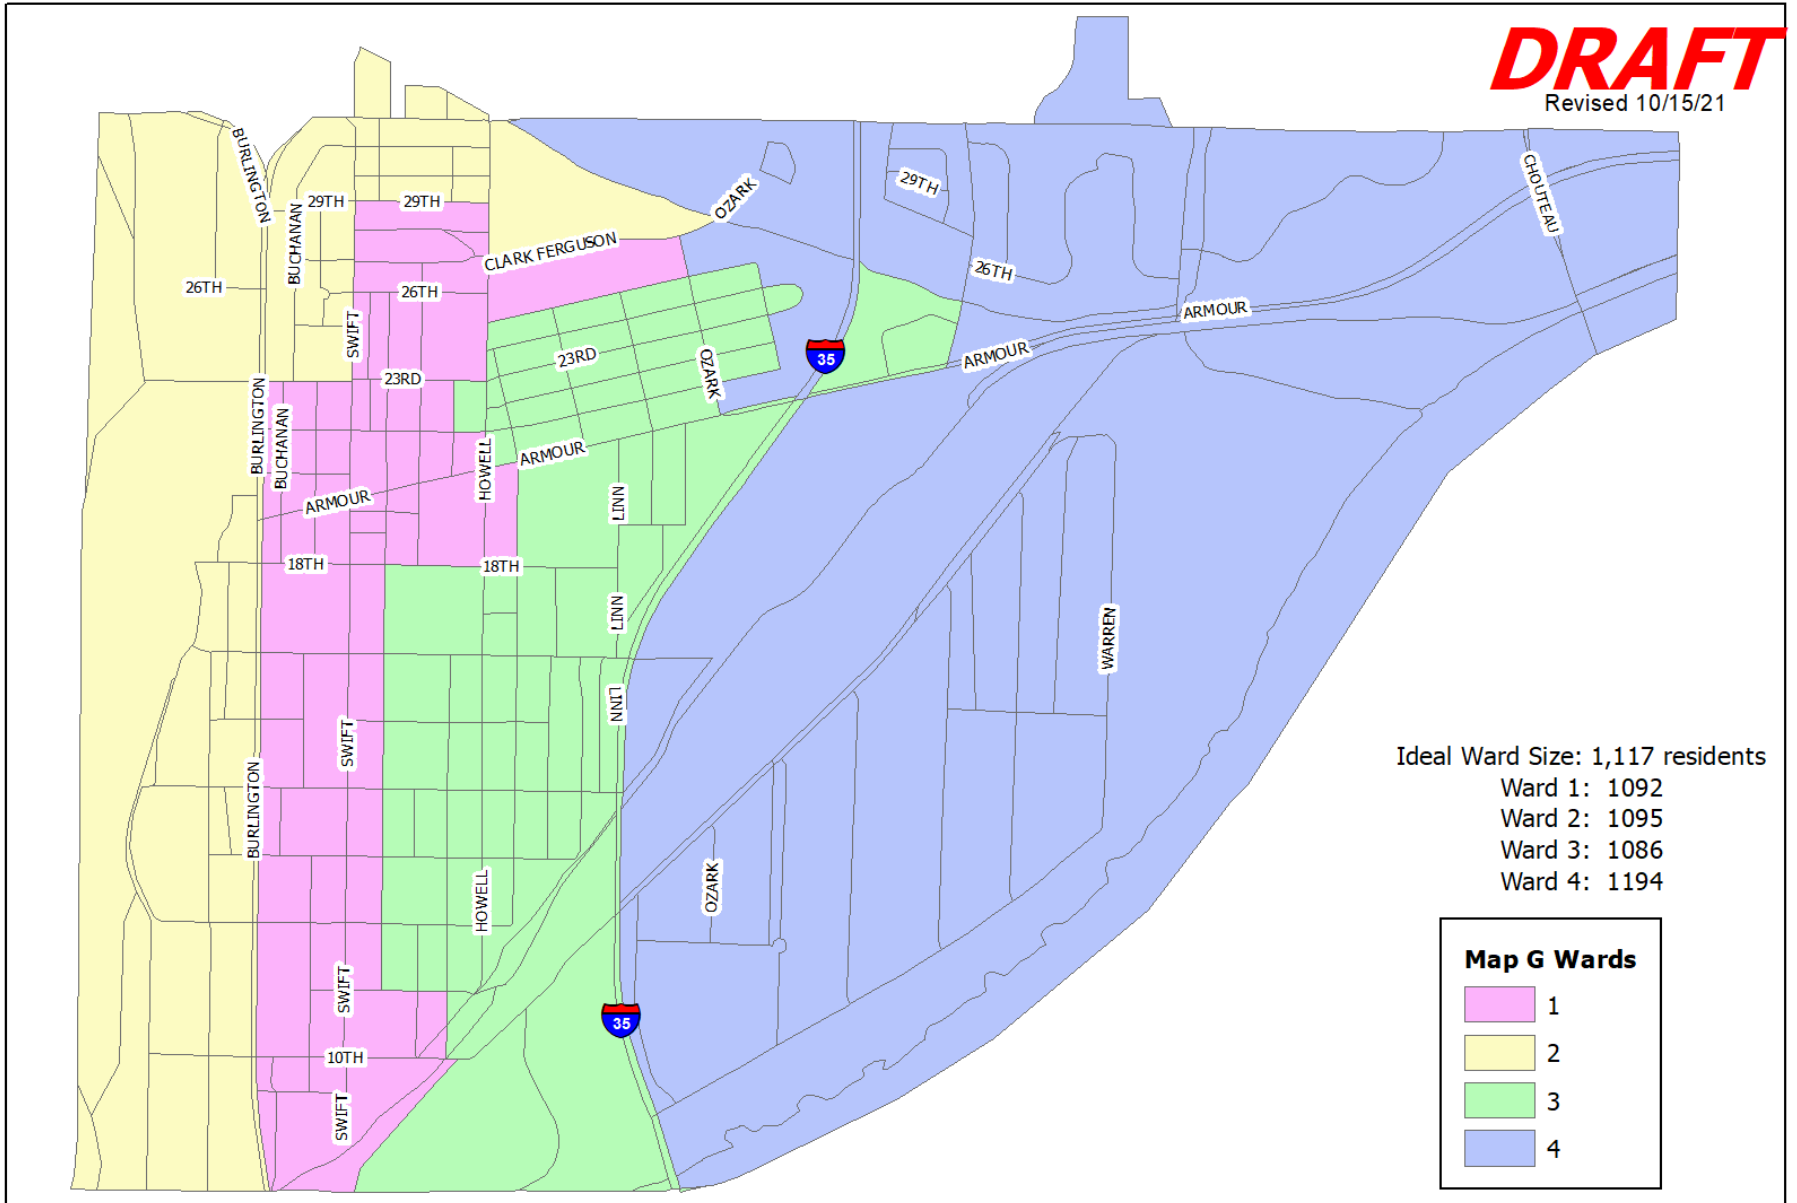 DRAFT
Revised 10/15/21
BURLINGTON
29TH
29TH
OZARK
29TH
CHOUTEAU
BUCHANAN
CLARK FERGUSON
26TH
26TH
26TH
SWIFT
ARMOUR
23RD
OZARK
35
ARMOUR
23RD
BURLINGTON
BUCHANAN
HOWELL
ARMOUR
ARMOUR
LINN
18TH
18TH
LINN
WARREN
LINN
SWIFT
BURLINGTON
HOWELL
OZARK
SWIFT
35
10TH
SWIFT
Ideal Ward Size: 1,117 residents
Ward 1: 1092
Ward 2: 1095
Ward 3: 1086
Ward 4: 1194
Map G Wards
1
2
3
4